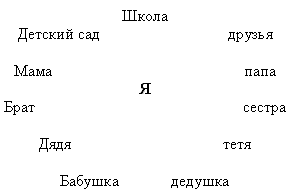 Школа
Детский сад друзья
Мама папа
Я
Брат сестра
Дядя тетя
Бабушка дедушка